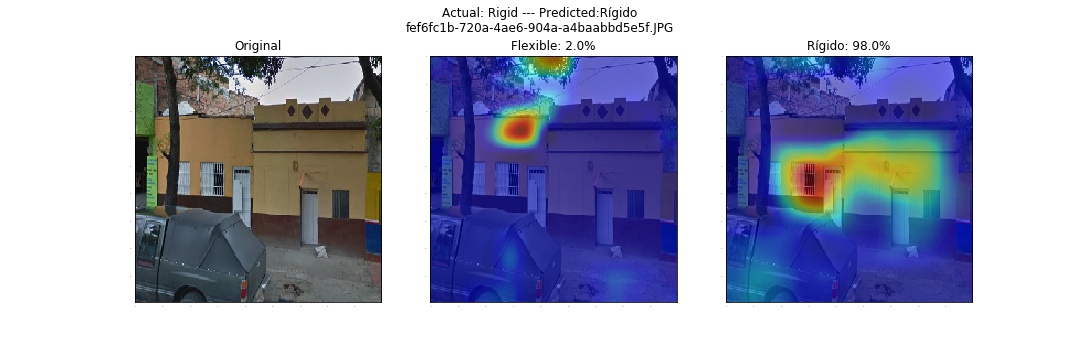 Actual: Rigid --- Predicted:Rígido
fef6fc1b-720a-4ae6-904a-a4baabbd5e5f.JPG
Original
Flexible: 2.0%
Rígido: 98.0%